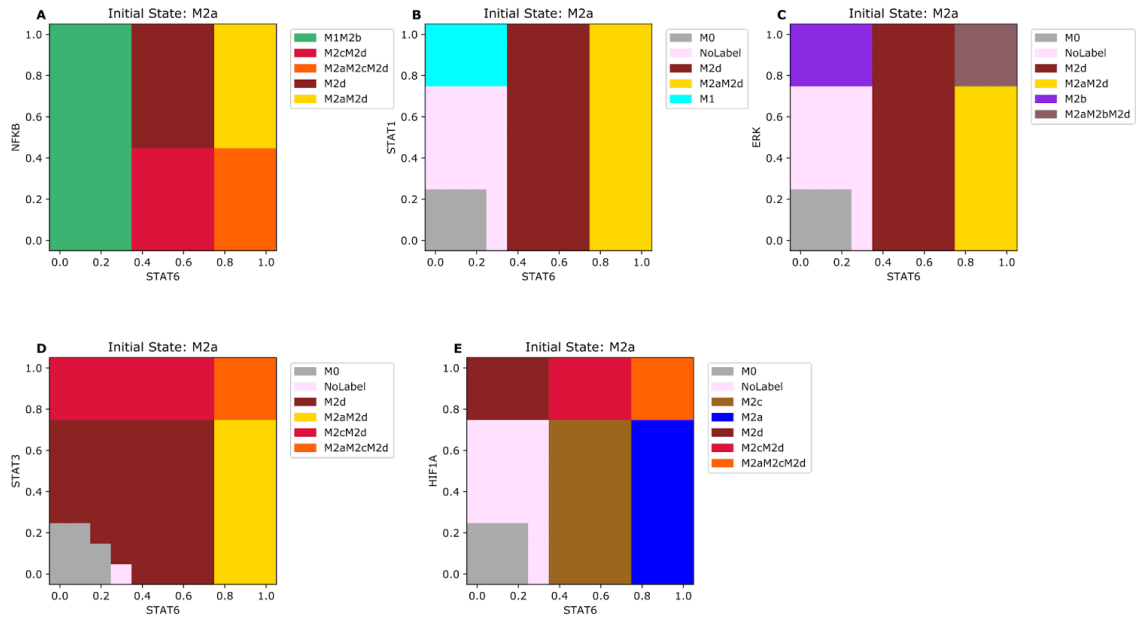 A
Initial State: M2a
1.0
0.8
0.6
0.4
0.2
0.0
NFKB
0.0 0.2 0.4 0.6 0.8 1.0
STAT6
M1M2b
M2cM2d
M2aM2cM2d
M2d
M2aM2d
B
Initial State: M2a
1.0
0.8
0.6
0.4
0.2
0.0
STAT1
0.0 0.2 0.4 0.6 0.8 1.0
STAT6
M0
NoLabel
M2d
M2aM2d
M1
C
Initial State: M2a
1.0
0.8
0.6
0.4
0.2
0.0
ERK
0.0 0.2 0.4 0.6 0.8 1.0
STAT6
M0
NoLabel
M2d
M2aM2d
M2b
M2aM2bM2d
D
Initial State: M2a
1.0
0.8
0.6
0.4
0.2
0.0
STAT3
0.0 0.2 0.4 0.6 0.8 1.0
STAT6
M0
NoLabel
M2d
M2aM2d
M2cM2d
M2aM2cM2d
E
Initial State: M2a
1.0
0.8
0.6
0.4
0.2
0.0
HIF1A
0.0 0.2 0.4 0.6 0.8 1.0
STAT6
M0
NoLabel
M2c
M2a
M2d
M2cM2d
M2aM2cM2d